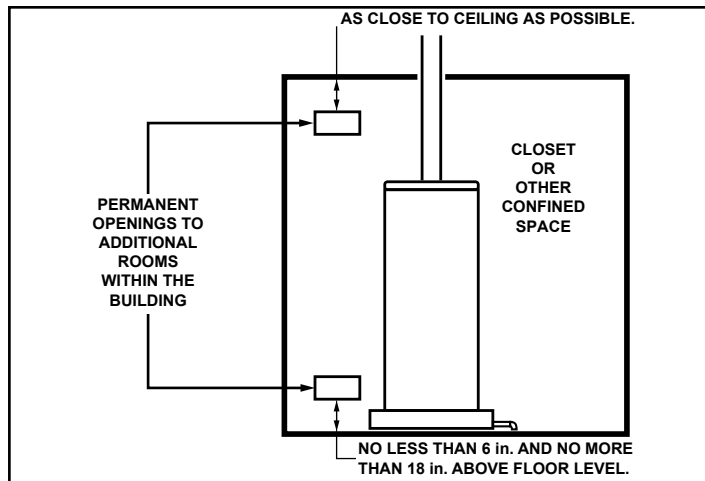 AS CLOSE TO CEILING AS POSSIBLE.
CLOSET
OR
OTHER
CONFINED
SPACE
PERMANENT
OPENINGS TO
ADDITIONAL
ROOMS
WITHIN THE
BUILDING
NO LESS THAN 6 in. AND NO MORE
THAN 18 in. ABOVE FLOOR LEVEL.